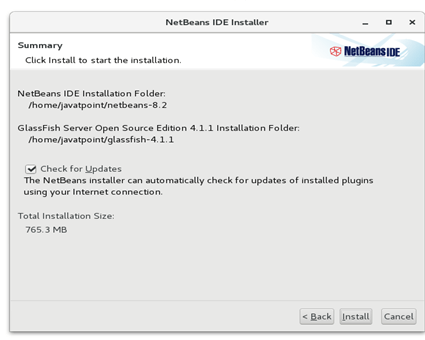 NetBeans IDE Installer
Summary
Click Install to start the installation.
NetBeans IDE
NetBeans IDE Installation Folder:
/home/javatpoint/netbeans-8.2
GlassFish Server Open Source Edition 4.1.1 Installation Folder:
/home/javatpoint/glassfish-4.1.1
Check for Updates
The NetBeans installer can automatically check for updates of installed plugins
using your Internet connection.
Total Installation Size:
765.3 MB
< Back Install Cancel